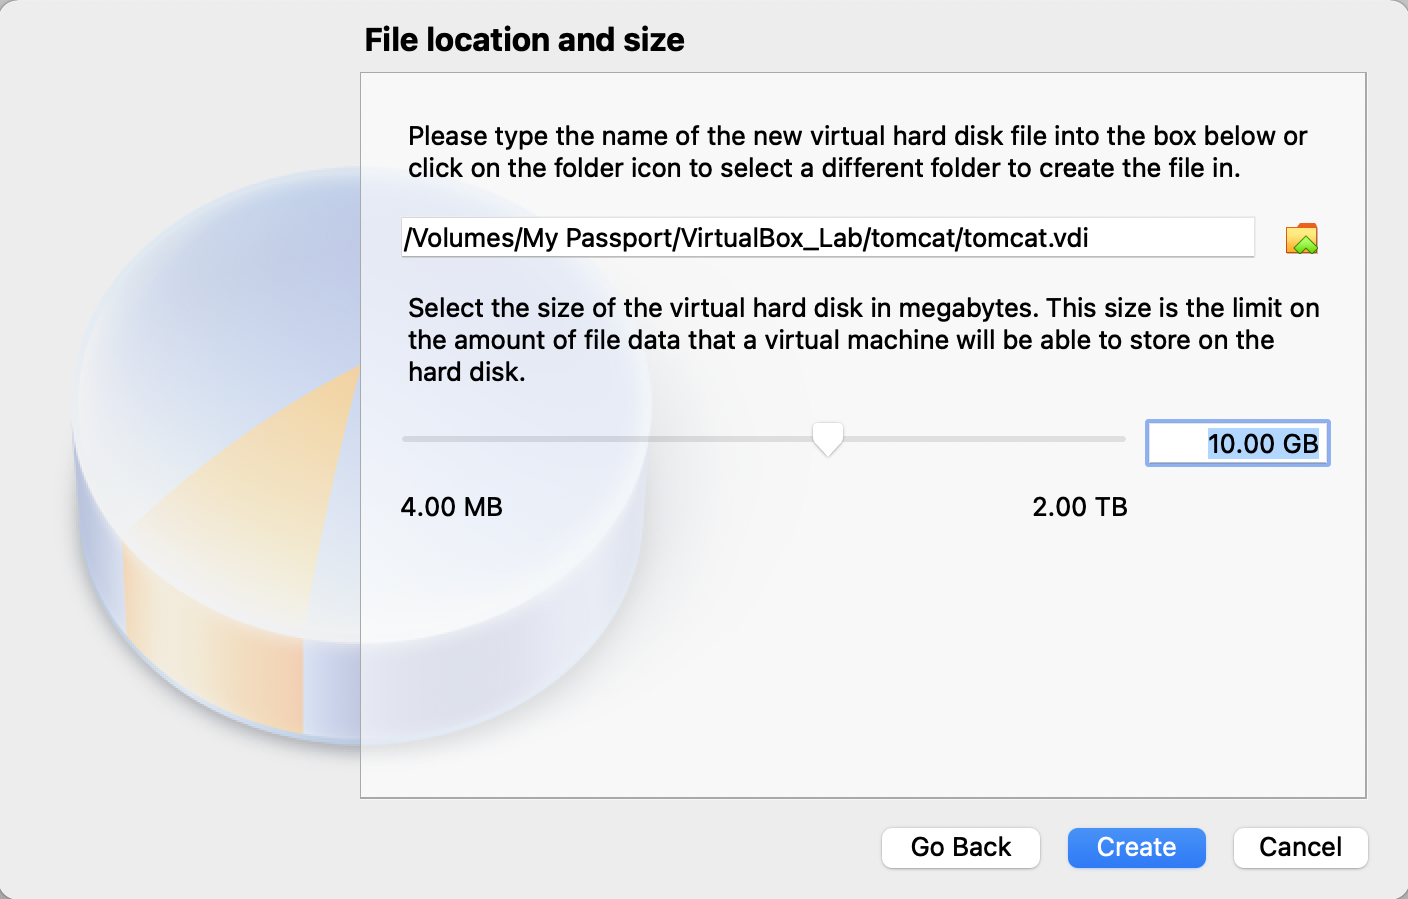 File location and size
Please type the name of the new virtual hard disk file into the box below or
click on the folder icon to select a different folder to create the file in.
/Volumes/My Passport/VirtualBox_Lab/tomcat/tomcat.vdi
Select the size of the virtual hard disk in megabytes. This size is the limit on
the amount of file data that a virtual machine will be able to store on the
hard disk.
10.00 GB
4.00 MB
2.00 TB
Go Back
Create
Cancel